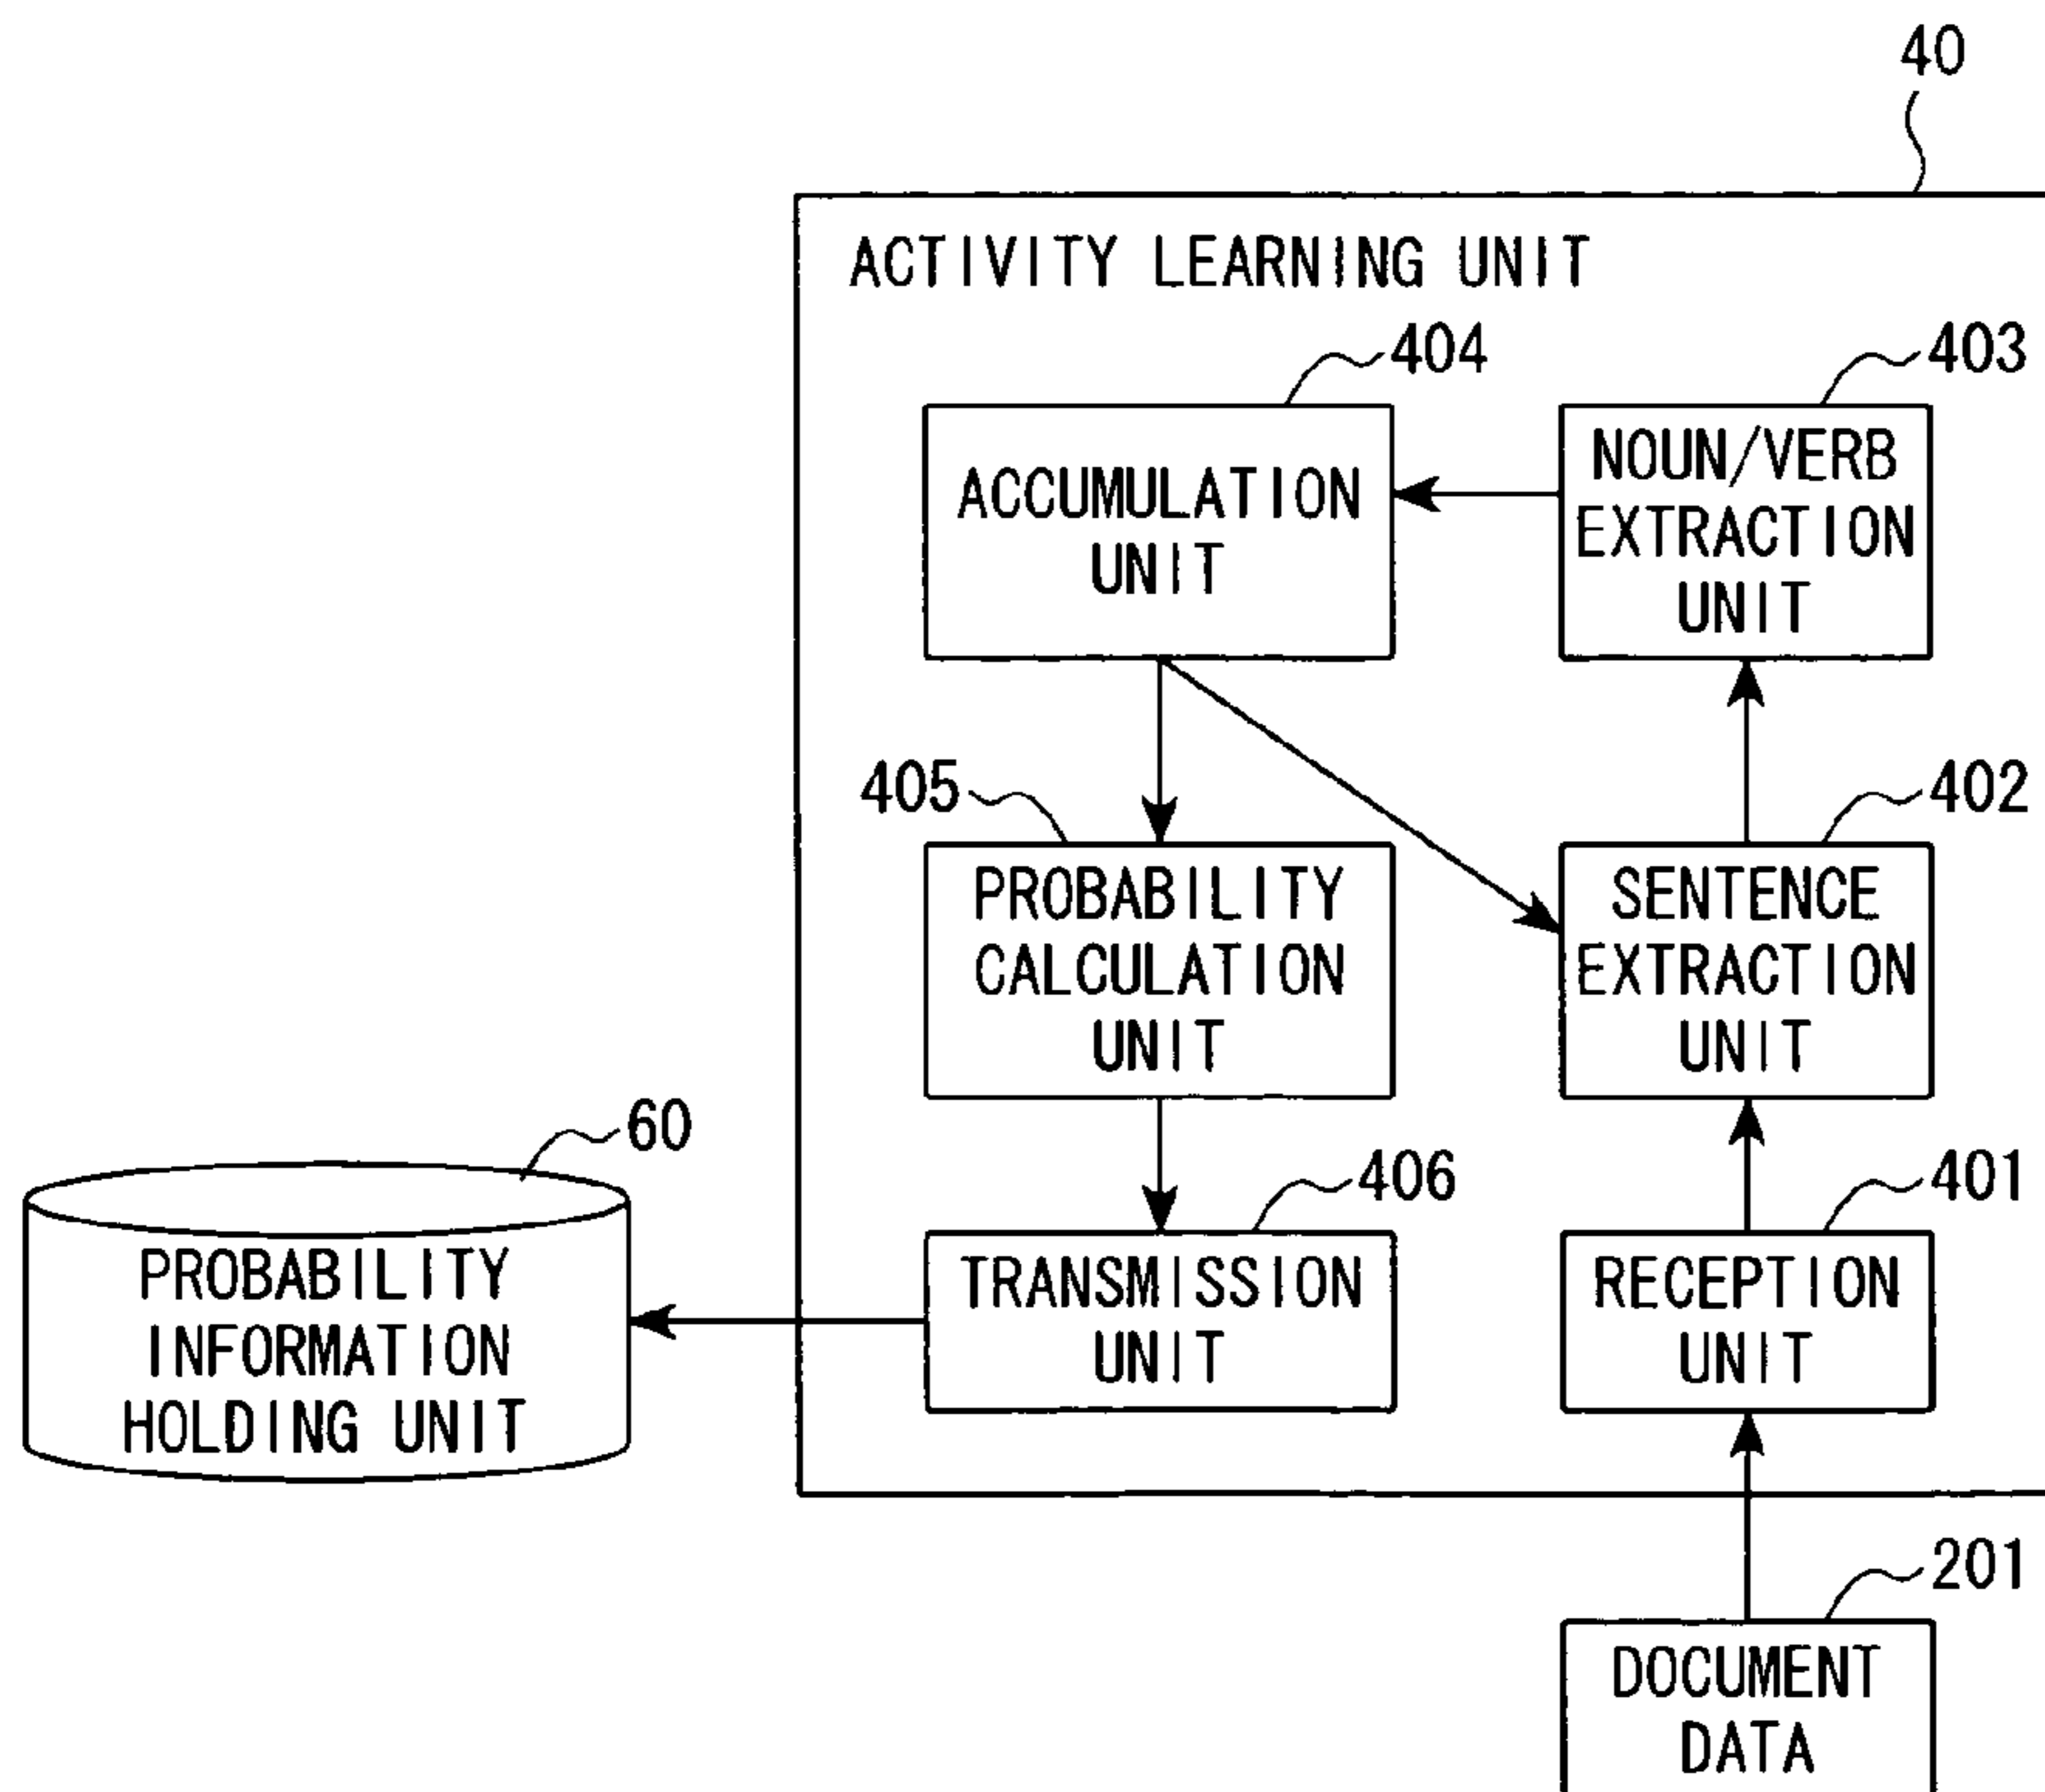 40
ACTIVITY LEARNING UNIT
404
403
ACCUMULATION
UNIT
NOUN/VERB
EXTRACTION
UNIT
405
402
PROBABILITY
CALCULATION
UNIT
SENTENCE
EXTRACTION
UNIT
60
406
401
PROBABILITY
INFORMATION
HOLDING UNIT
TRANSMISSION
UNIT
RECEPTION
UNIT
201
DOCUMENT
DATA